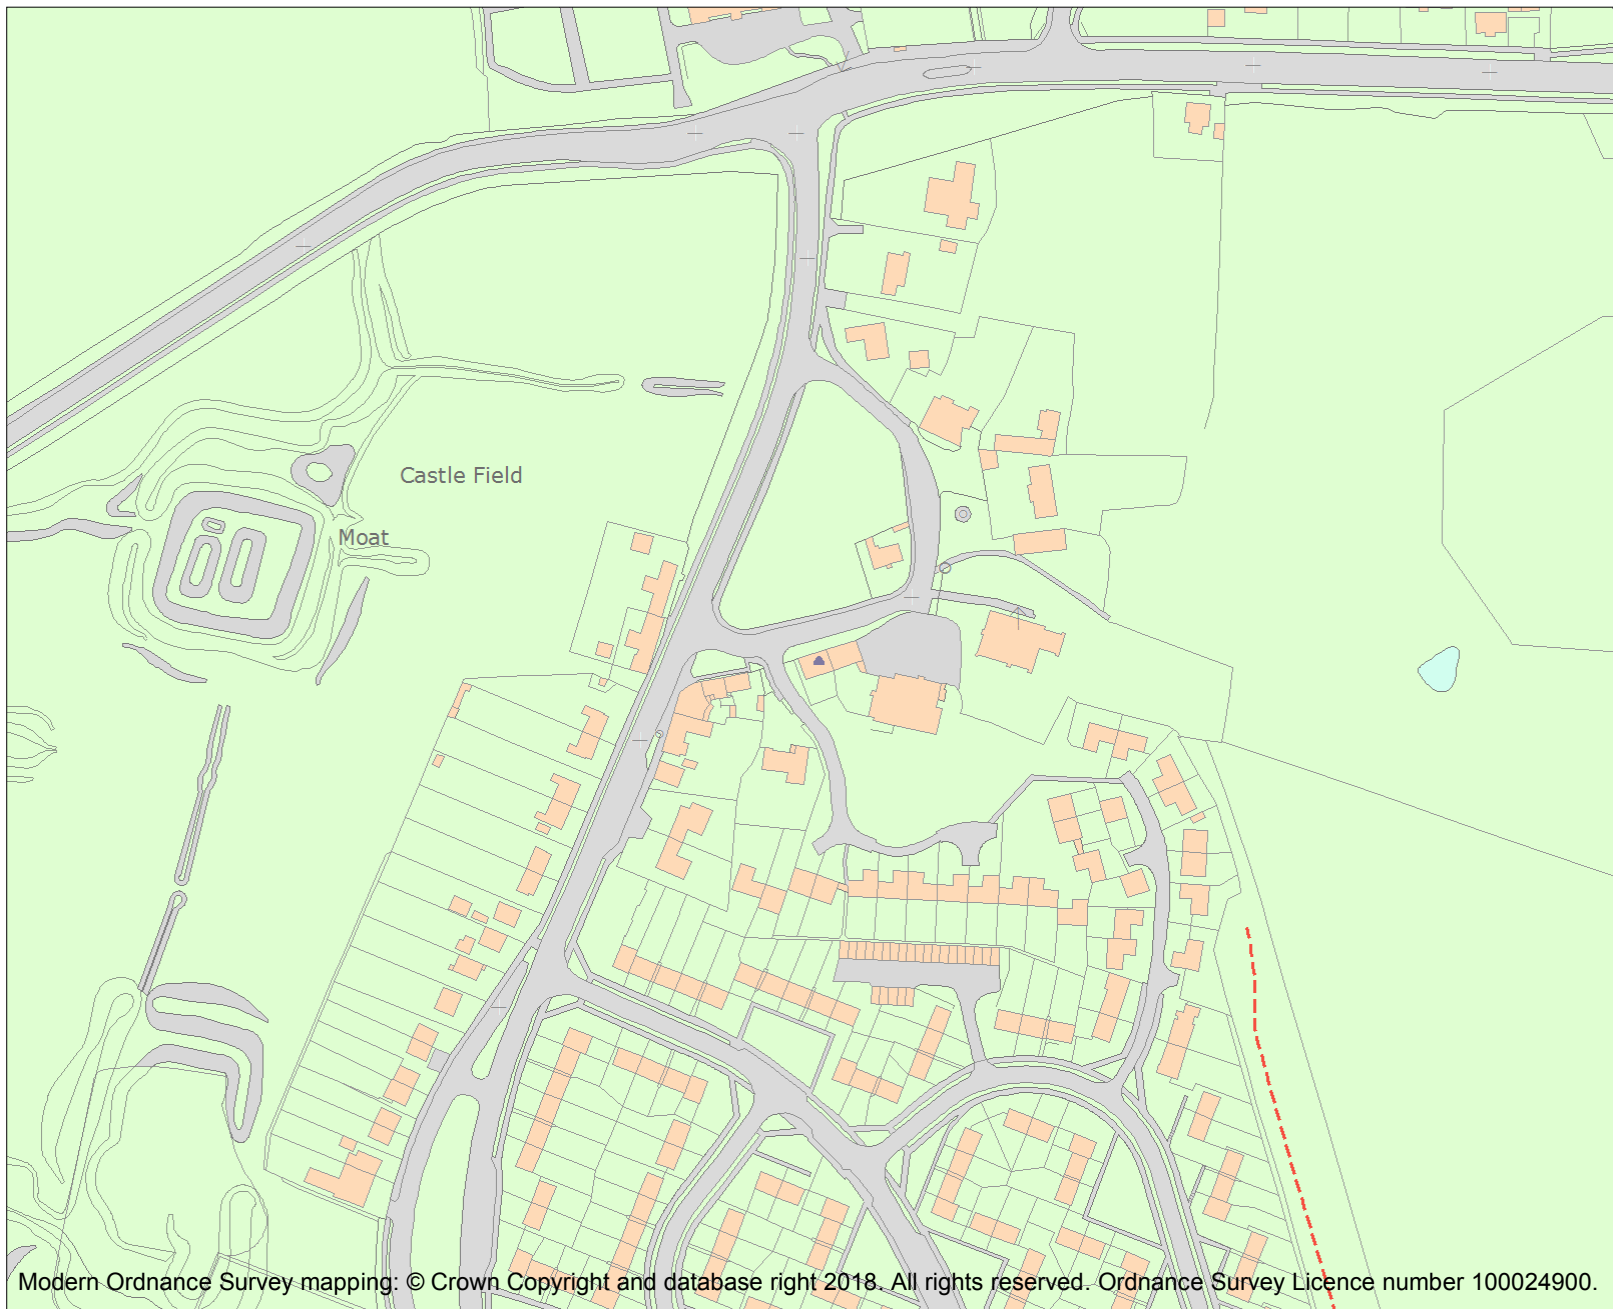 Castle Field
Moat
Modern Ordnance Survey mapping: © Crown Copyright and database right 2018. All rights reserved. Ordnance Survey Licence number 100024900.